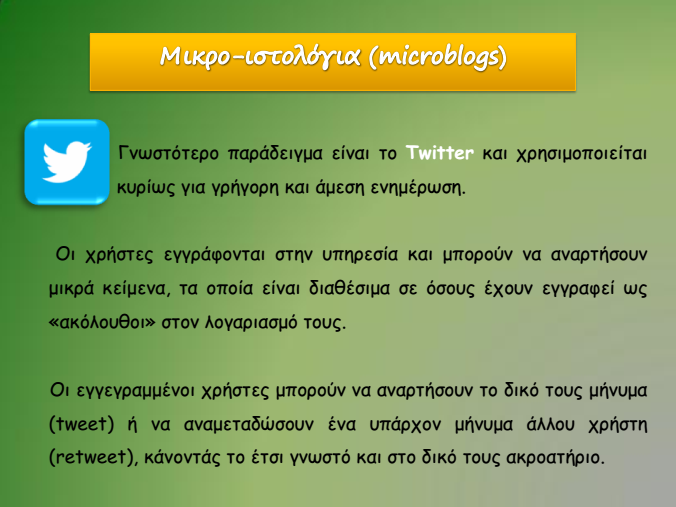 Μικρο-ιστολόγια (microblogs)
Γνωστότερο παράδειγμα είναι το Twitter και χρησιμοποιείται
κυρίως για γρήγορη και άμεση ενημέρωση.
Οι χρήστες εγγράφονται στην υπηρεσία και μπορούν να αναρτήσουν
μικρά κείμενα, τα οποία είναι διαθέσιμα σε όσους έχουν εγγραφεί ως
«ακόλουθοι» στον λογαριασμό τους.
Οι εγγεγραμμένοι χρήστες μπορούν να αναρτήσουν το δικό τους μήνυμα
(tweet) ή να αναμεταδώσουν ένα υπάρχον μήνυμα άλλου χρήστη
(retweet), κάνοντάς το έτσι γνωστό και στο δικό τους ακροατήριο.